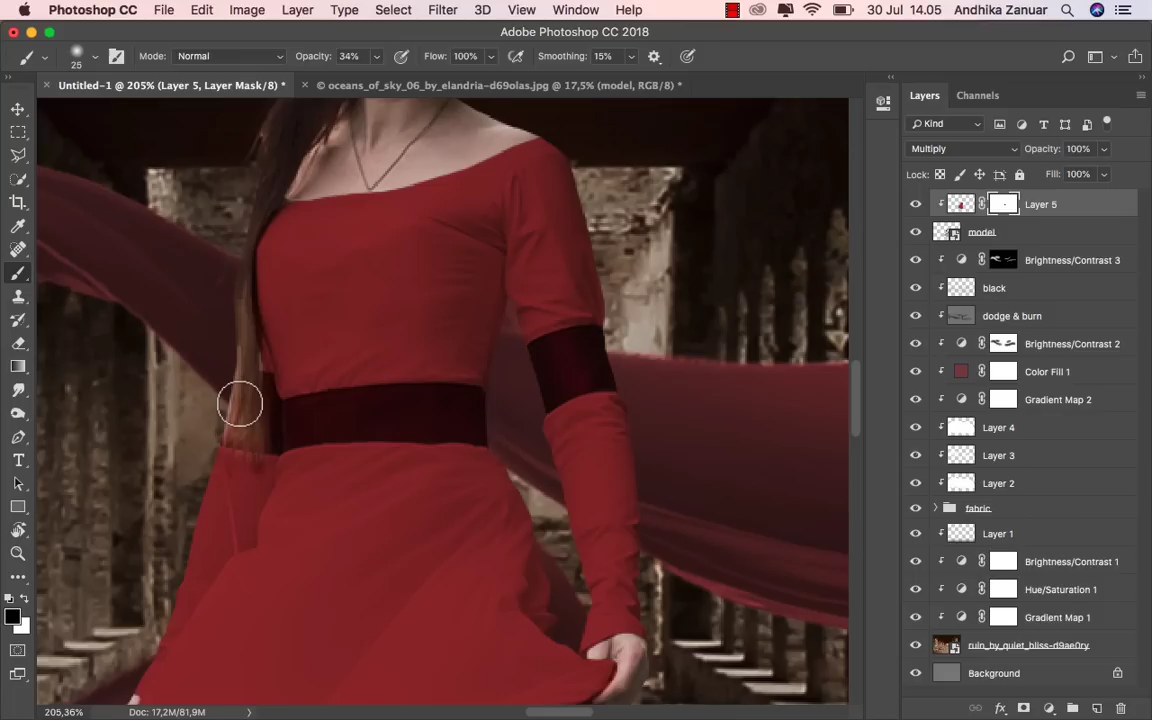 Photoshop CC File Edit Image Layer Type Select Filter 3D View Window Help 30 Jul 14.05 Andhika Zanuar
Adobe Photoshop CC 2018
25 Mode: Normal Opacity: 34% Flow: 100% Smoothing: 15%
Untitled-1 @ 205% (Layer 5, Layer Mask/8) * © oceans_of_sky_06_by_elandria-d69olas.jpg @ 17,5% (model, RGB/8) *
Layers Channels
Kind
Multiply Opacity: 100%
Lock: Fill: 100%
Layer 5
model
Brightness/Contrast 3
black
dodge & burn
Brightness/Contrast 2
Color Fill 1
Gradient Map 2
Layer 4
Layer 3
Layer 2
fabric
Layer 1
Brightness/Contrast 1
Hue/Saturation 1
Gradient Map 1
ruin_by_quiet_bliss-d9ae0ry
Background
205,36% Doc: 17,2M/81,9M